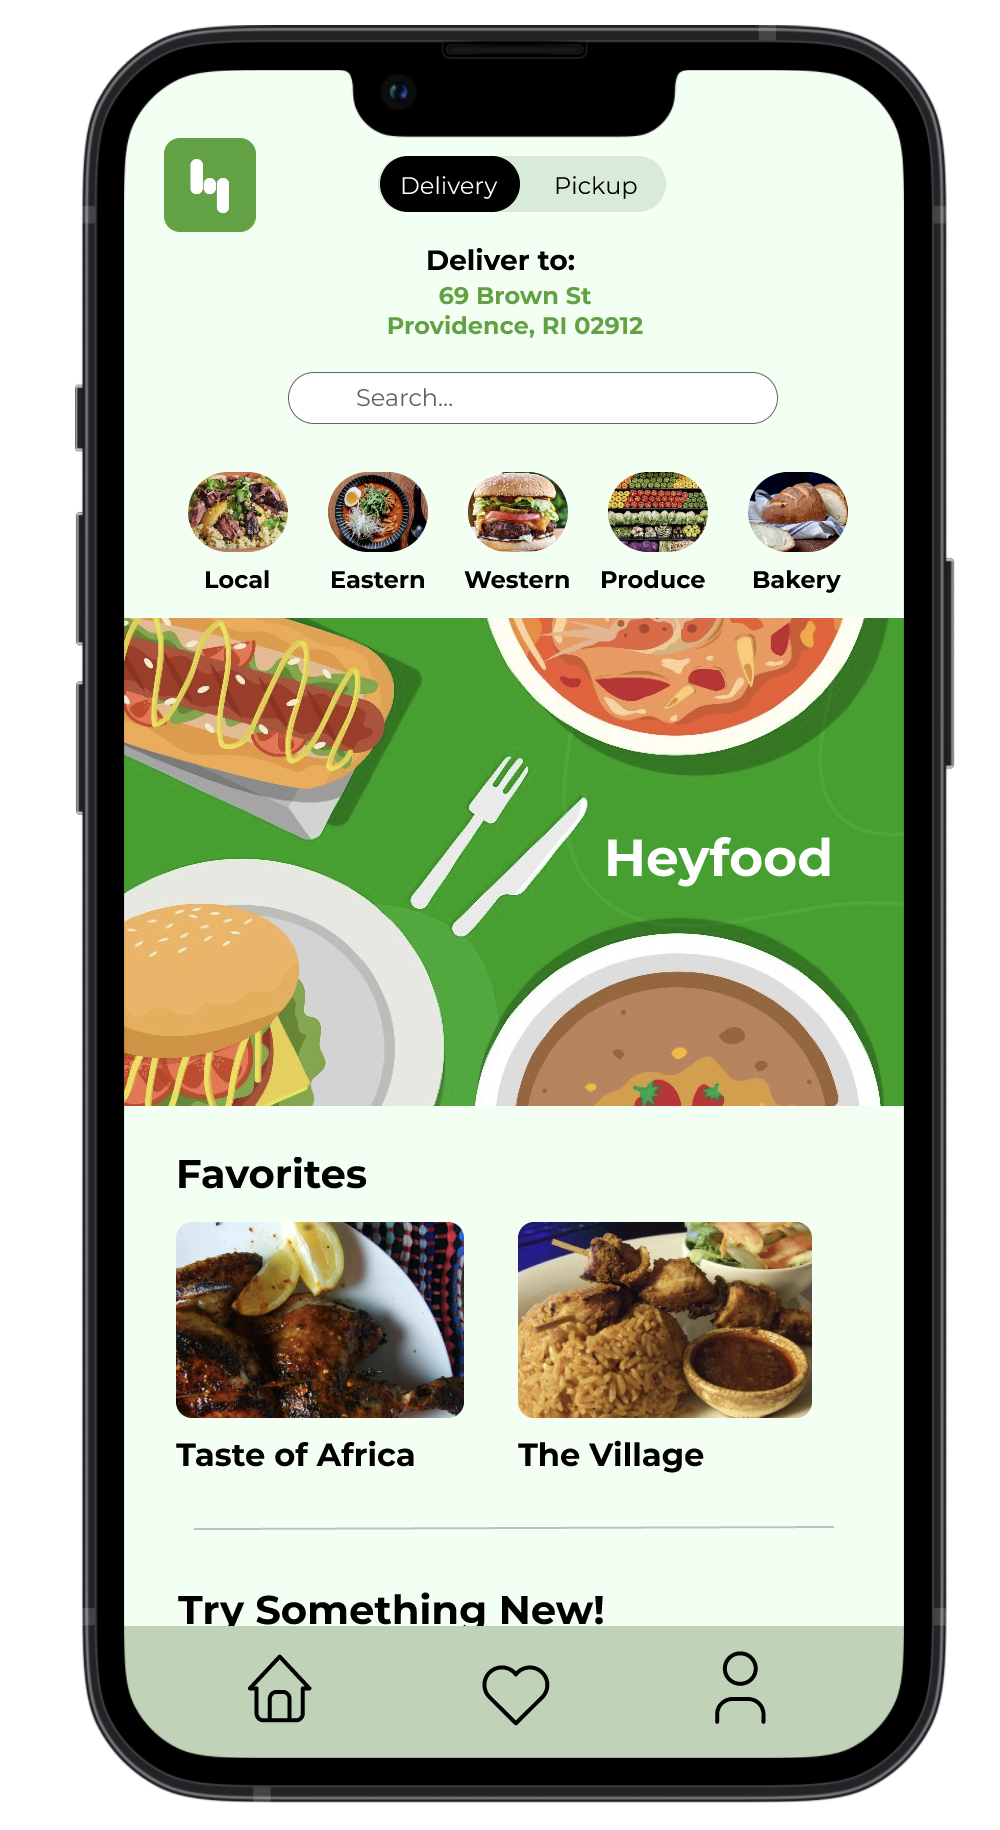 Delivery Pickup
Deliver to:
69 Brown St
Providence, RI 02912
Search...
Local Eastern Western Produce Bakery
Heyfood
Favorites
Taste of Africa The Village
Try Something New!